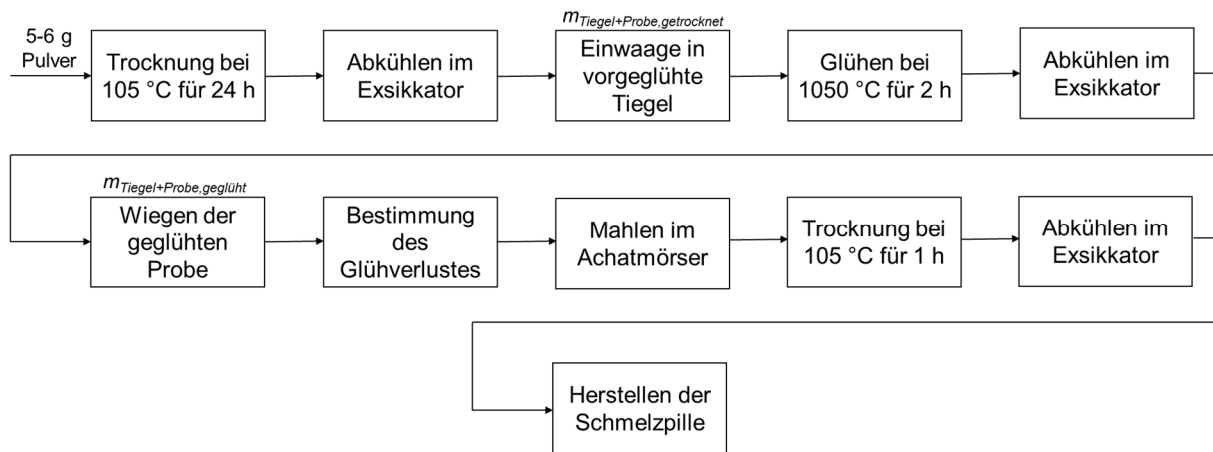 5-6 g
Pulver
Trocknung bei
105 °C für 24 h
Abkühlen im
Exsikkator
m_Tiegel+Probe,getrocknet
Einwaage in
vorgeglühte
Tiegel
Glühen bei
1050 °C für 2 h
Abkühlen im
Exsikkator
m_Tiegel+Probe,geglüht
Wiegen der
geglühten
Probe
Bestimmung
des
Glühverlustes
Mahlen im
Achatmörser
Trocknung bei
105 °C für 1 h
Abkühlen im
Exsikkator
Herstellen der
Schmelzpille